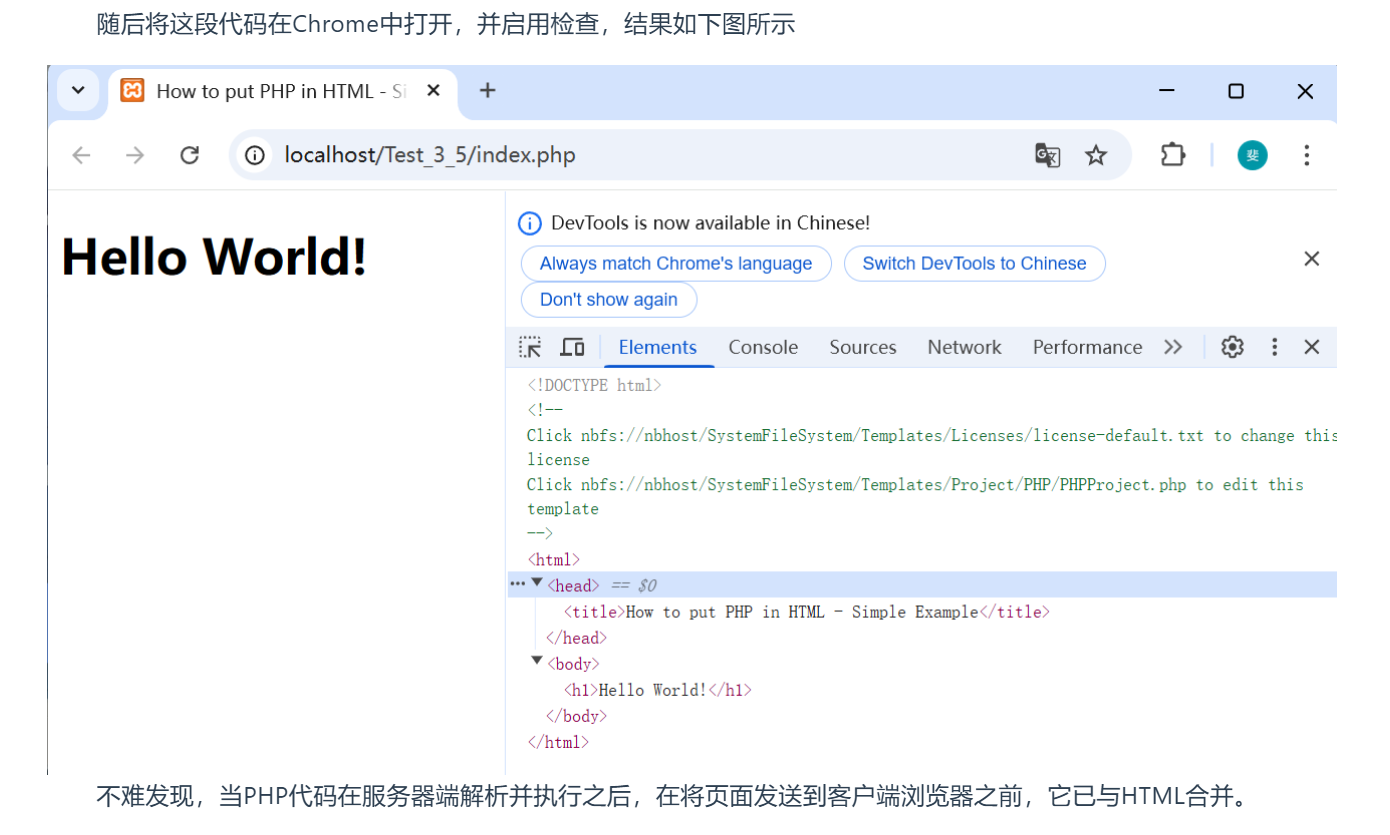 随后将这段代码在Chrome中打开，并启用检查，结果如下图所示
How to put PHP in HTML - Si
localhost/Test_3_5/index.php
斐
Hello World!
DevTools is now available in Chinese!
Always match Chrome's language
Switch DevTools to Chinese
Don't show again
Elements Console Sources Network Performance
<!DOCTYPE html>
<!--
Click nbfs://nbhost/SystemFileSystem/Templates/Licenses/license-default.txt to change this
license
Click nbfs://nbhost/SystemFileSystem/Templates/Project/PHP/PHPProject.php to edit this
template
-->
<html>
<head> == $0
<title>How to put PHP in HTML - Simple Example</title>
</head>
<body>
<h1>Hello World!</h1>
</body>
</html>
不难发现，当PHP代码在服务器端解析并执行之后，在将页面发送到客户端浏览器之前，它已与HTML合并。